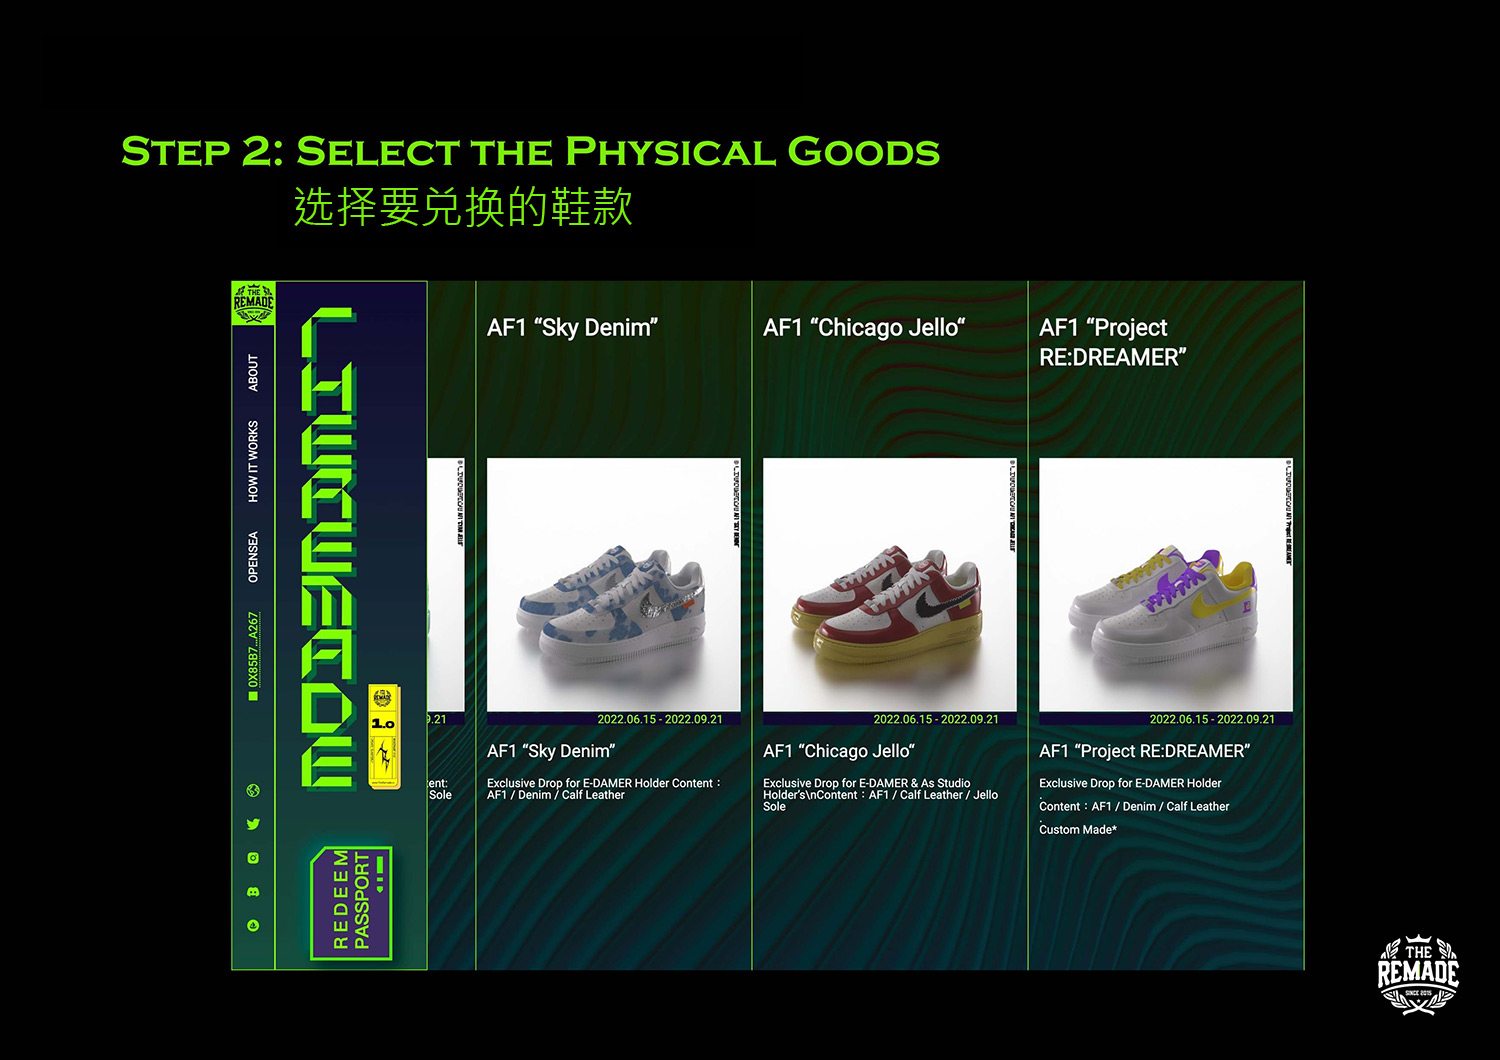 STEP 2: SELECT THE PHYSICAL GOODS
选择要兑换的鞋款
THE
REMADE
ABOUT
HOW IT WORKS
OPENSEA
0X85B7...A267
THEREMADE
THE
REMADE
1.0
REDEEM
PASSPORT
9.21
tent:
Sole
AF1 “Sky Denim”
2022.06.15 - 2022.09.21
AF1 “Sky Denim”
Exclusive Drop for E-DAMER Holder Content：
AF1 / Denim / Calf Leather
AF1 “Chicago Jello“
2022.06.15 - 2022.09.21
AF1 “Chicago Jello“
Exclusive Drop for E-DAMER & As Studio
Holder's\nContent：AF1 / Calf Leather / Jello
Sole
AF1 “Project
RE:DREAMER”
2022.06.15 - 2022.09.21
AF1 “Project RE:DREAMER”
Exclusive Drop for E-DAMER Holder
.
Content：AF1 / Denim / Calf Leather
.
Custom Made*
THE
REMADE
SINCE 2015